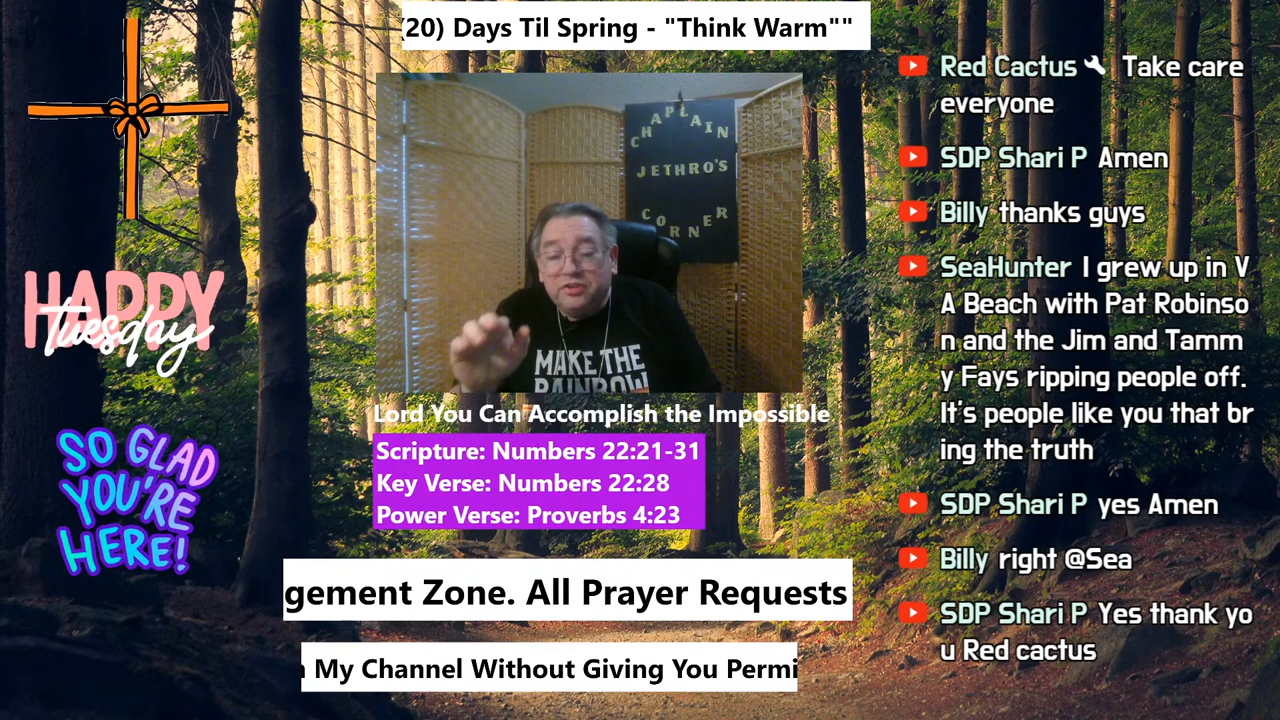 (20) Days Til Spring - "Think Warm""
CHAPLAIN
JETHRO'S
CORNER
MAKE THE
RAINBOW
HAPPY
tuesday
SO GLAD
YOU'RE
HERE!
Lord You Can Accomplish the Impossible
Scripture: Numbers 22:21-31
Key Verse: Numbers 22:28
Power Verse: Proverbs 4:23
gement Zone. All Prayer Requests
My Channel Without Giving You Permi
Red Cactus Take care
everyone
SDP Shari P Amen
Billy thanks guys
SeaHunter I grew up in V
A Beach with Pat Robinso
n and the Jim and Tamm
y Fays ripping people off.
It's people like you that br
ing the truth
SDP Shari P yes Amen
Billy right @Sea
SDP Shari P Yes thank yo
u Red cactus